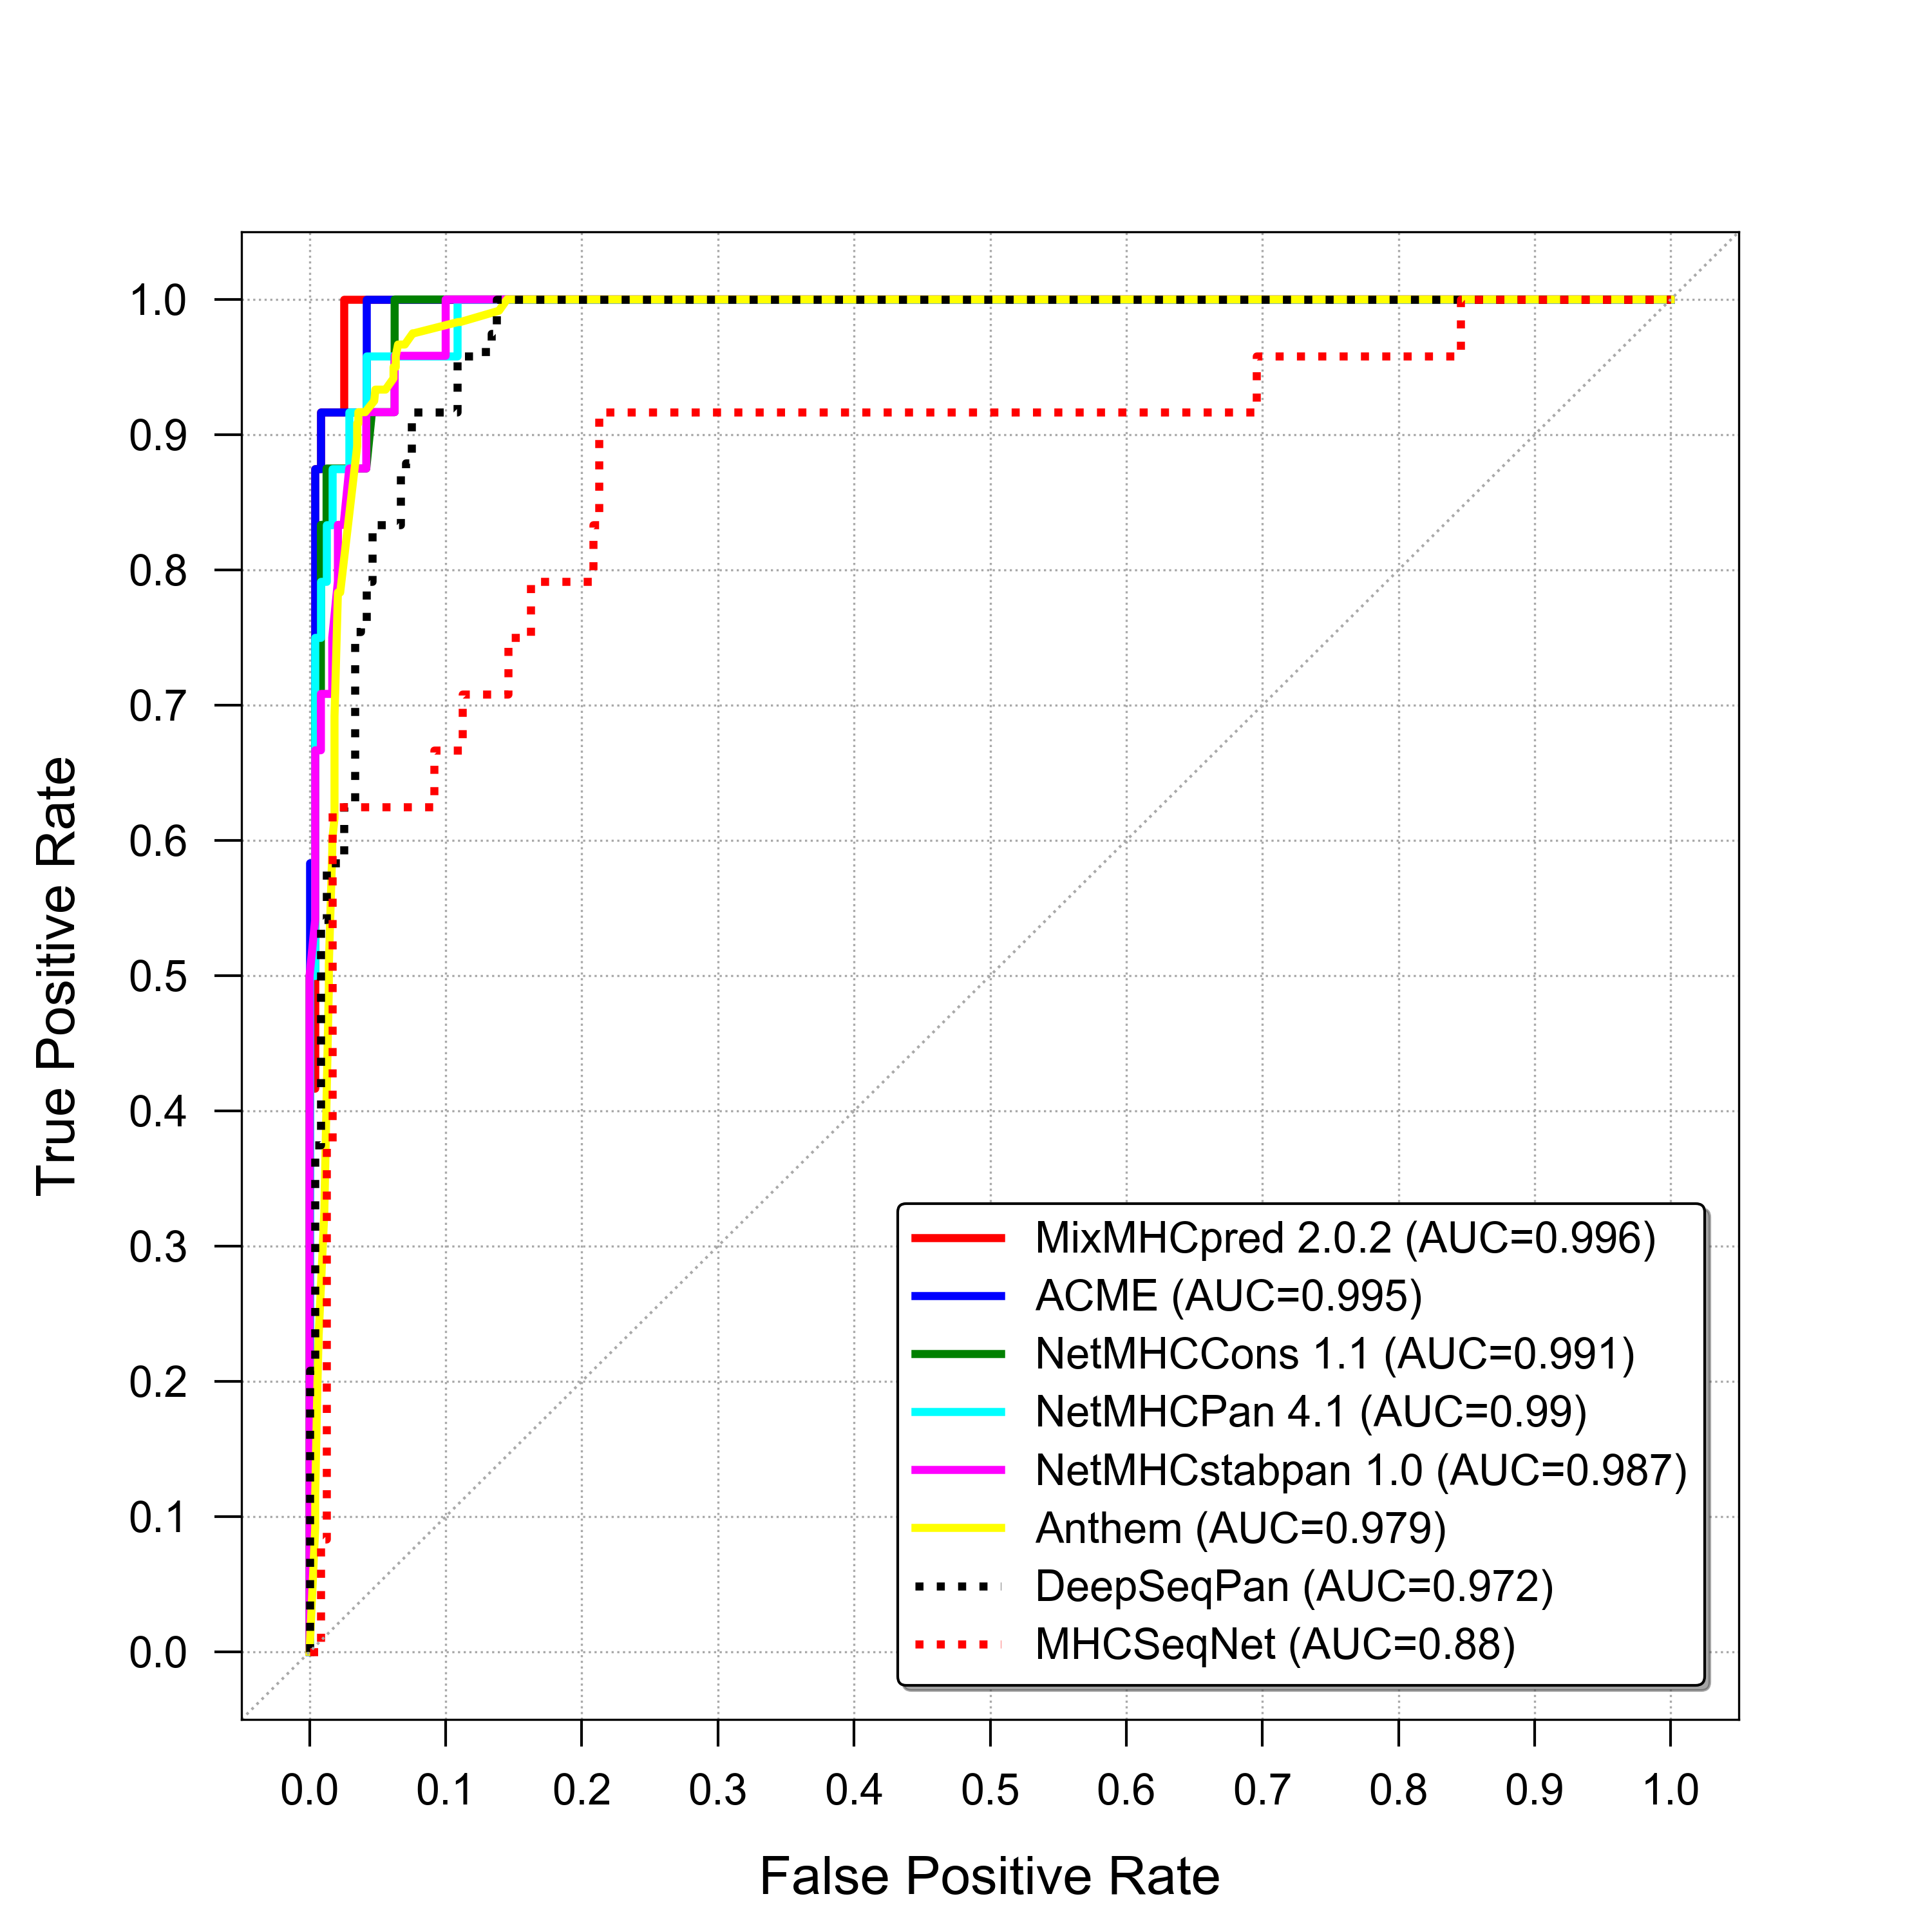 1.0
0.9
0.8
0.7
0.6
0.5
0.4
0.3
0.2
0.1
0.0
True Positive Rate
MixMHCpred 2.0.2 (AUC=0.996)
ACME (AUC=0.995)
NetMHCCons 1.1 (AUC=0.991)
NetMHCPan 4.1 (AUC=0.99)
NetMHCstabpan 1.0 (AUC=0.987)
Anthem (AUC=0.979)
DeepSeqPan (AUC=0.972)
MHCSeqNet (AUC=0.88)
0.0 0.1 0.2 0.3 0.4 0.5 0.6 0.7 0.8 0.9 1.0
False Positive Rate